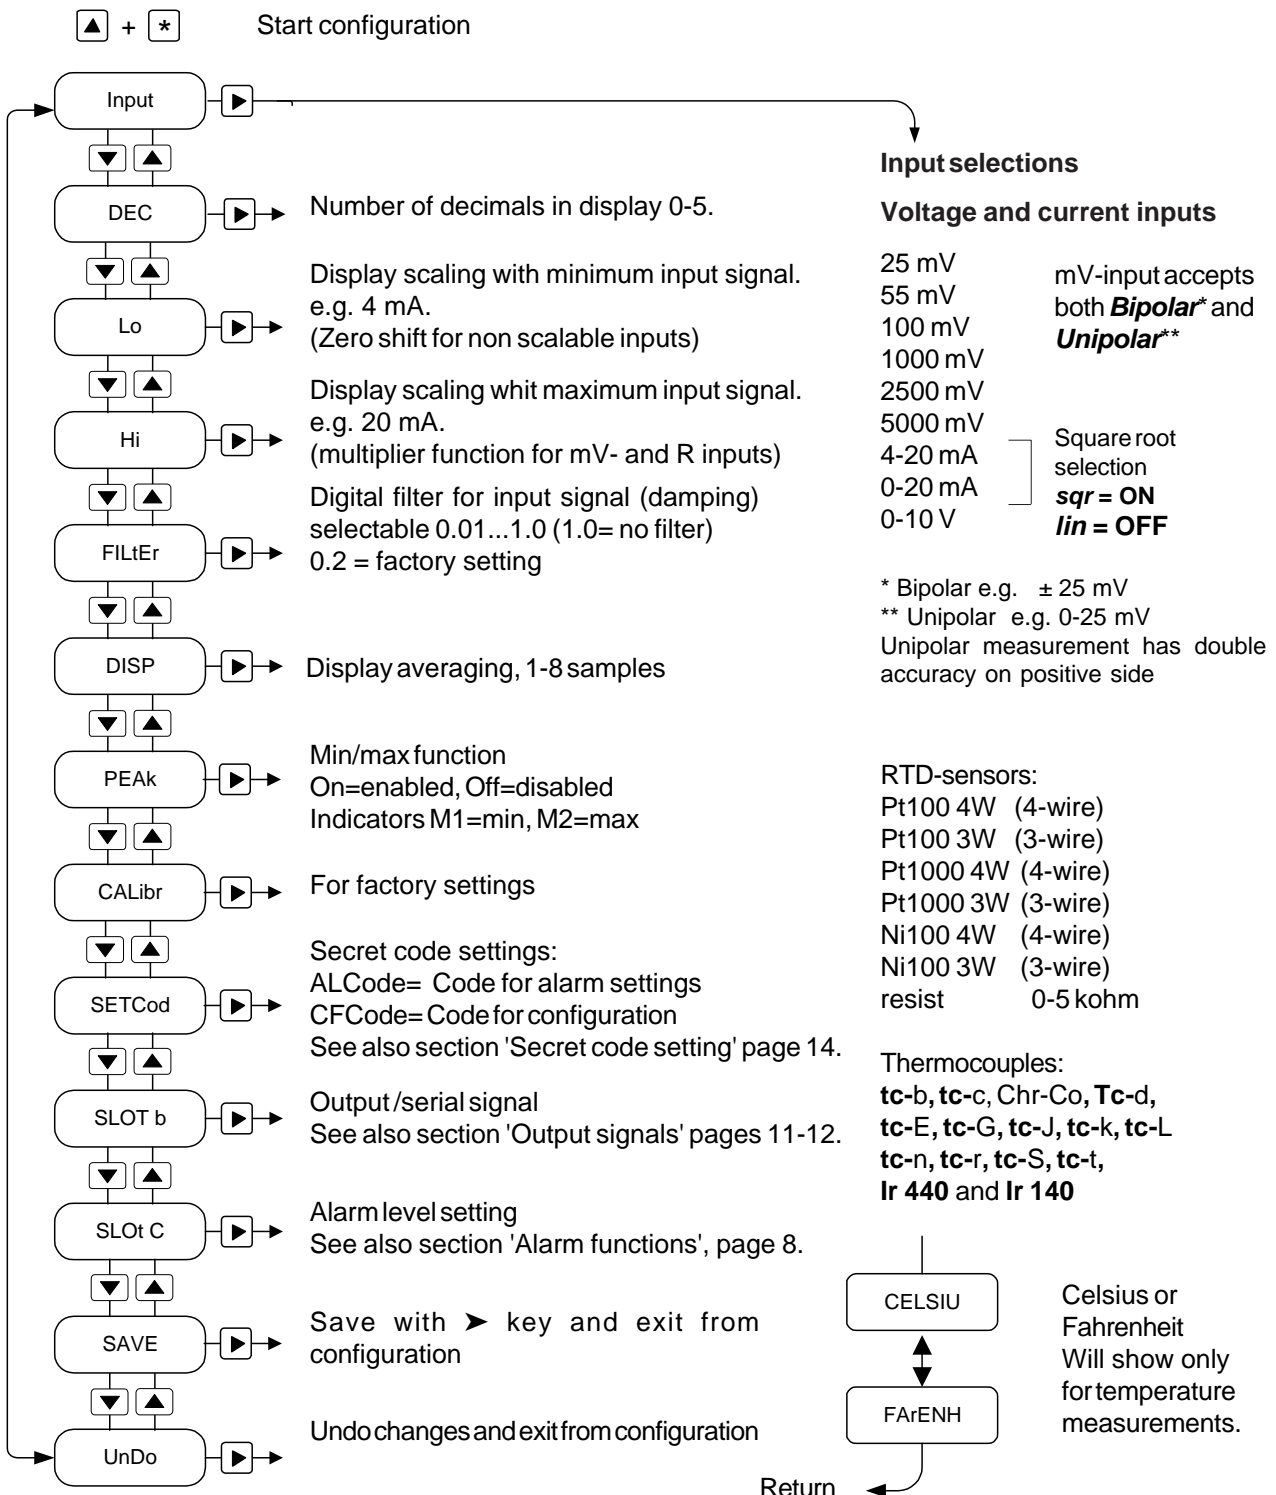 + * Start configuration
Input
DEC
Number of decimals in display 0-5.
Lo
Display scaling with minimum input signal.
e.g. 4 mA.
(Zero shift for non scalable inputs)
Hi
Display scaling whit maximum input signal.
e.g. 20 mA.
(multiplier function for mV- and R inputs)
FILtEr
Digital filter for input signal (damping)
selectable 0.01...1.0 (1.0= no filter)
0.2 = factory setting
DISP
Display averaging, 1-8 samples
PEAk
Min/max function
On=enabled, Off=disabled
Indicators M1=min, M2=max
CALibr
For factory settings
SETCod
Secret code settings:
ALCode= Code for alarm settings
CFCode= Code for configuration
See also section 'Secret code setting' page 14.
SLOT b
Output /serial signal
See also section 'Output signals' pages 11-12.
SLOt C
Alarm level setting
See also section 'Alarm functions', page 8.
SAVE
Save with ➤ key and exit from
configuration
UnDo
Undo changes and exit from configuration
Input selections
Voltage and current inputs
25 mV
55 mV
100 mV
1000 mV
2500 mV
5000 mV
4-20 mA
0-20 mA
0-10 V
mV-input accepts
both Bipolar* and
Unipolar**
Square root
selection
sqr = ON
lin = OFF
* Bipolar e.g. ± 25 mV
** Unipolar e.g. 0-25 mV
Unipolar measurement has double
accuracy on positive side
RTD-sensors:
Pt100 4W (4-wire)
Pt100 3W (3-wire)
Pt1000 4W (4-wire)
Pt1000 3W (3-wire)
Ni100 4W (4-wire)
Ni100 3W (3-wire)
resist 0-5 kohm
Thermocouples:
tc-b, tc-c, Chr-Co, Tc-d,
tc-E, tc-G, tc-J, tc-k, tc-L
tc-n, tc-r, tc-S, tc-t,
Ir 440 and Ir 140
CELSIU
FArENH
Celsius or
Fahrenheit
Will show only
for temperature
measurements.
Return